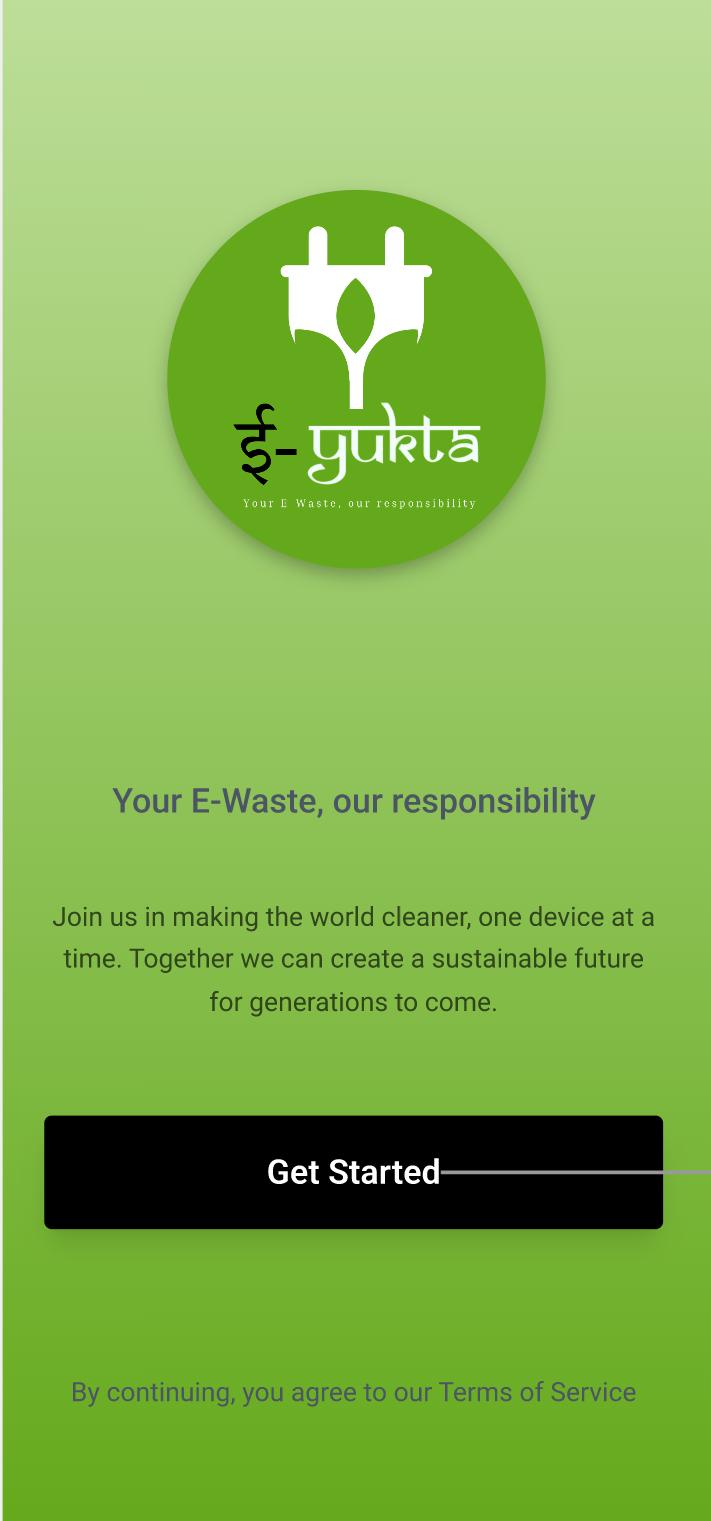 ई- yukta
Your E Waste, our responsibility
Your E-Waste, our responsibility
Join us in making the world cleaner, one device at a
time. Together we can create a sustainable future
for generations to come.
Get Started
By continuing, you agree to our Terms of Service